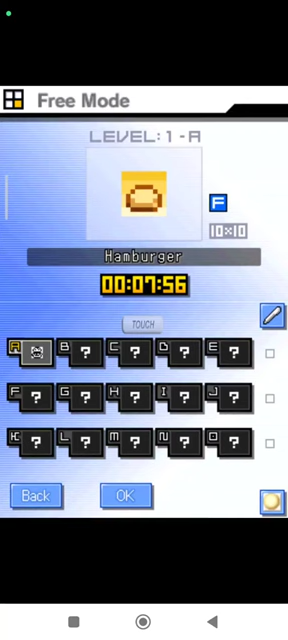 Free Mode
LEVEL:1-A
F
10×10
Hamburger
00:07:56
TOUCH
A B ? C ? D ? E ?
F ? G ? H ? I ? J ?
K ? L ? M ? N ? O ?
Back OK